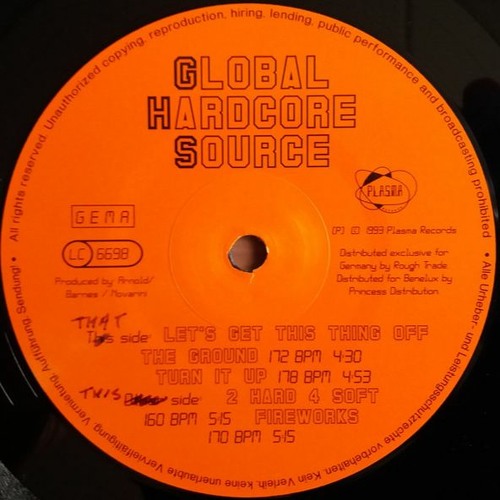 • All rights reserved. Unauthorized copying, reproduction, hiring, lending, public performance and broadcasting prohibited
• Alle Urheber- und Leistungsschutzrechte vorbehalten. Kein Verleih, keine unerlaubte Vervielfältigung, Vermietung, Aufführung, Sendung!
GLOBAL
HARDCORE
SOURCE
PLASMA
GEMA
LC 6698
Produced by Arnold/
Barnes / Movarini
(P) (C) 1993 Plasma Records
Distributed exclusive for
Germany by Rough Trade
Distributed for Benelux by
Princess Distribution
THAT
This side: LET'S GET THIS THING OFF
THE GROUND 172 BPM 4:30
TURN IT UP 178 BPM 4:53
THIS side: 2 HARD 4 SOFT
160 BPM 5:15 FIREWORKS
170 BPM 5:15